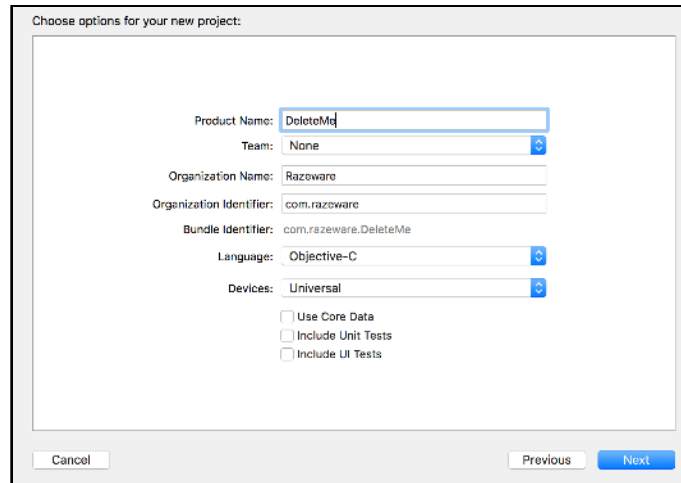 Choose options for your new project:
Product Name: DeleteMe
Team: None
Organization Name: Razeware
Organization Identifier: com.razeware
Bundle Identifier: com.razeware.DeleteMe
Language: Objective-C
Devices: Universal
Use Core Data
Include Unit Tests
Include UI Tests
Cancel Previous Next